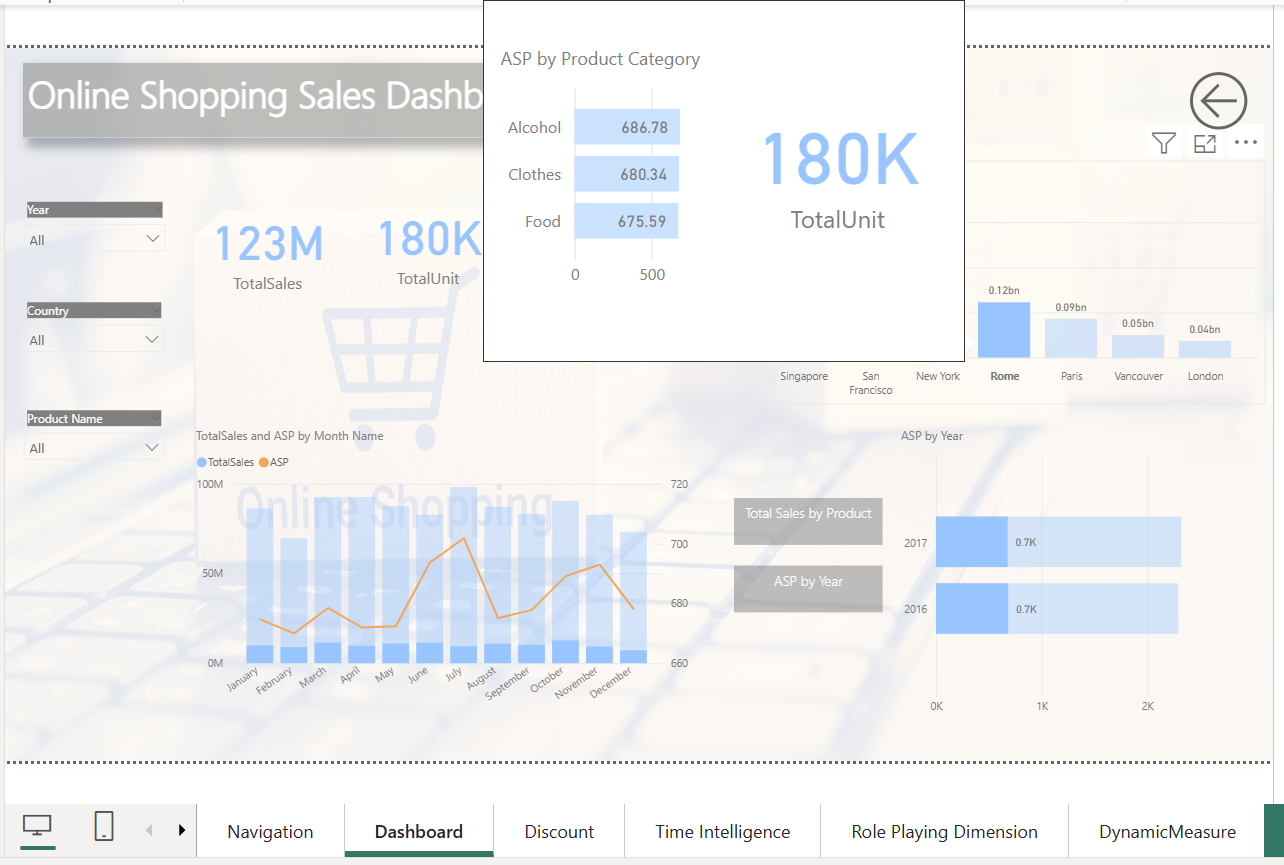 Online Shopping Sales Dashb
ASP by Product Category
Alcohol 686.78
Clothes 680.34
Food 675.59
0 500
180K
TotalUnit
Year
All
Country
All
Product Name
All
123M
TotalSales
180K
TotalUnit
0.12bn
0.09bn
0.05bn
0.04bn
Singapore San Francisco New York Rome Paris Vancouver London
TotalSales and ASP by Month Name
TotalSales ASP
100M
50M
0M
720
700
680
660
Online Shopping
January February March April May June July August September October November December
Total Sales by Product
ASP by Year
ASP by Year
2017 0.7K
2016 0.7K
0K 1K 2K
Navigation Dashboard Discount Time Intelligence Role Playing Dimension DynamicMeasure